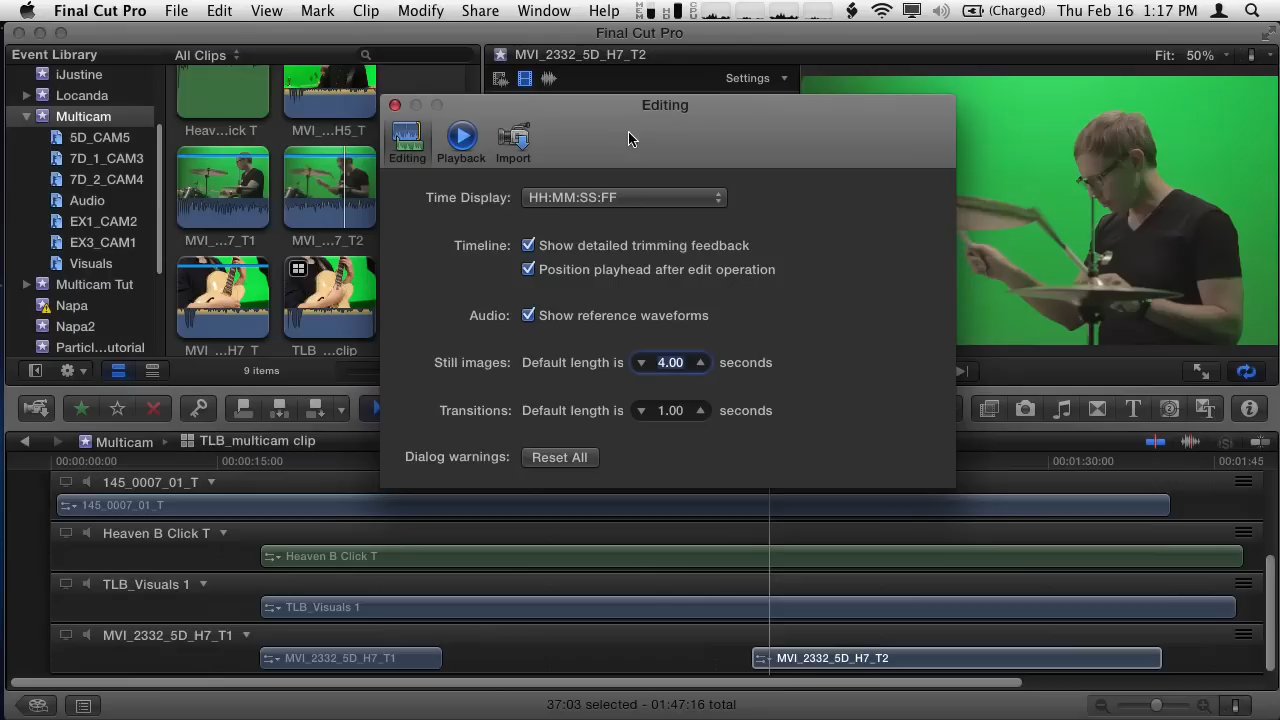 Final Cut Pro File Edit View Mark Clip Modify Share Window Help (Charged) Thu Feb 16 1:17 PM
Final Cut Pro
Event Library All Clips MVI_2332_5D_H7_T2 Fit: 50%
iJustine
Settings
Locanda
Multicam
5D_CAM5
7D_1_CAM3
7D_2_CAM4
Audio
EX1_CAM2
EX3_CAM1
Visuals
Multicam Tut
Napa
Napa2
Particl...utorial
Heav...ick T MVI_...H5_T
MVI_...7_T1 MVI_...7_T2
MVI_...H7_T TLB_...clip
9 items
Editing
Editing Playback Import
Time Display: HH:MM:SS:FF
Timeline: Show detailed trimming feedback
Position playhead after edit operation
Audio: Show reference waveforms
Still images: Default length is 4.00 seconds
Transitions: Default length is 1.00 seconds
Dialog warnings: Reset All
Multicam TLB_multicam clip
00:00:00:00 00:00:15:00 00:01:30:00 00:01:45
145_0007_01_T
145_0007_01_T
Heaven B Click T
Heaven B Click T
TLB_Visuals 1
TLB_Visuals 1
MVI_2332_5D_H7_T1
MVI_2332_5D_H7_T1 MVI_2332_5D_H7_T2
37:03 selected - 01:47:16 total